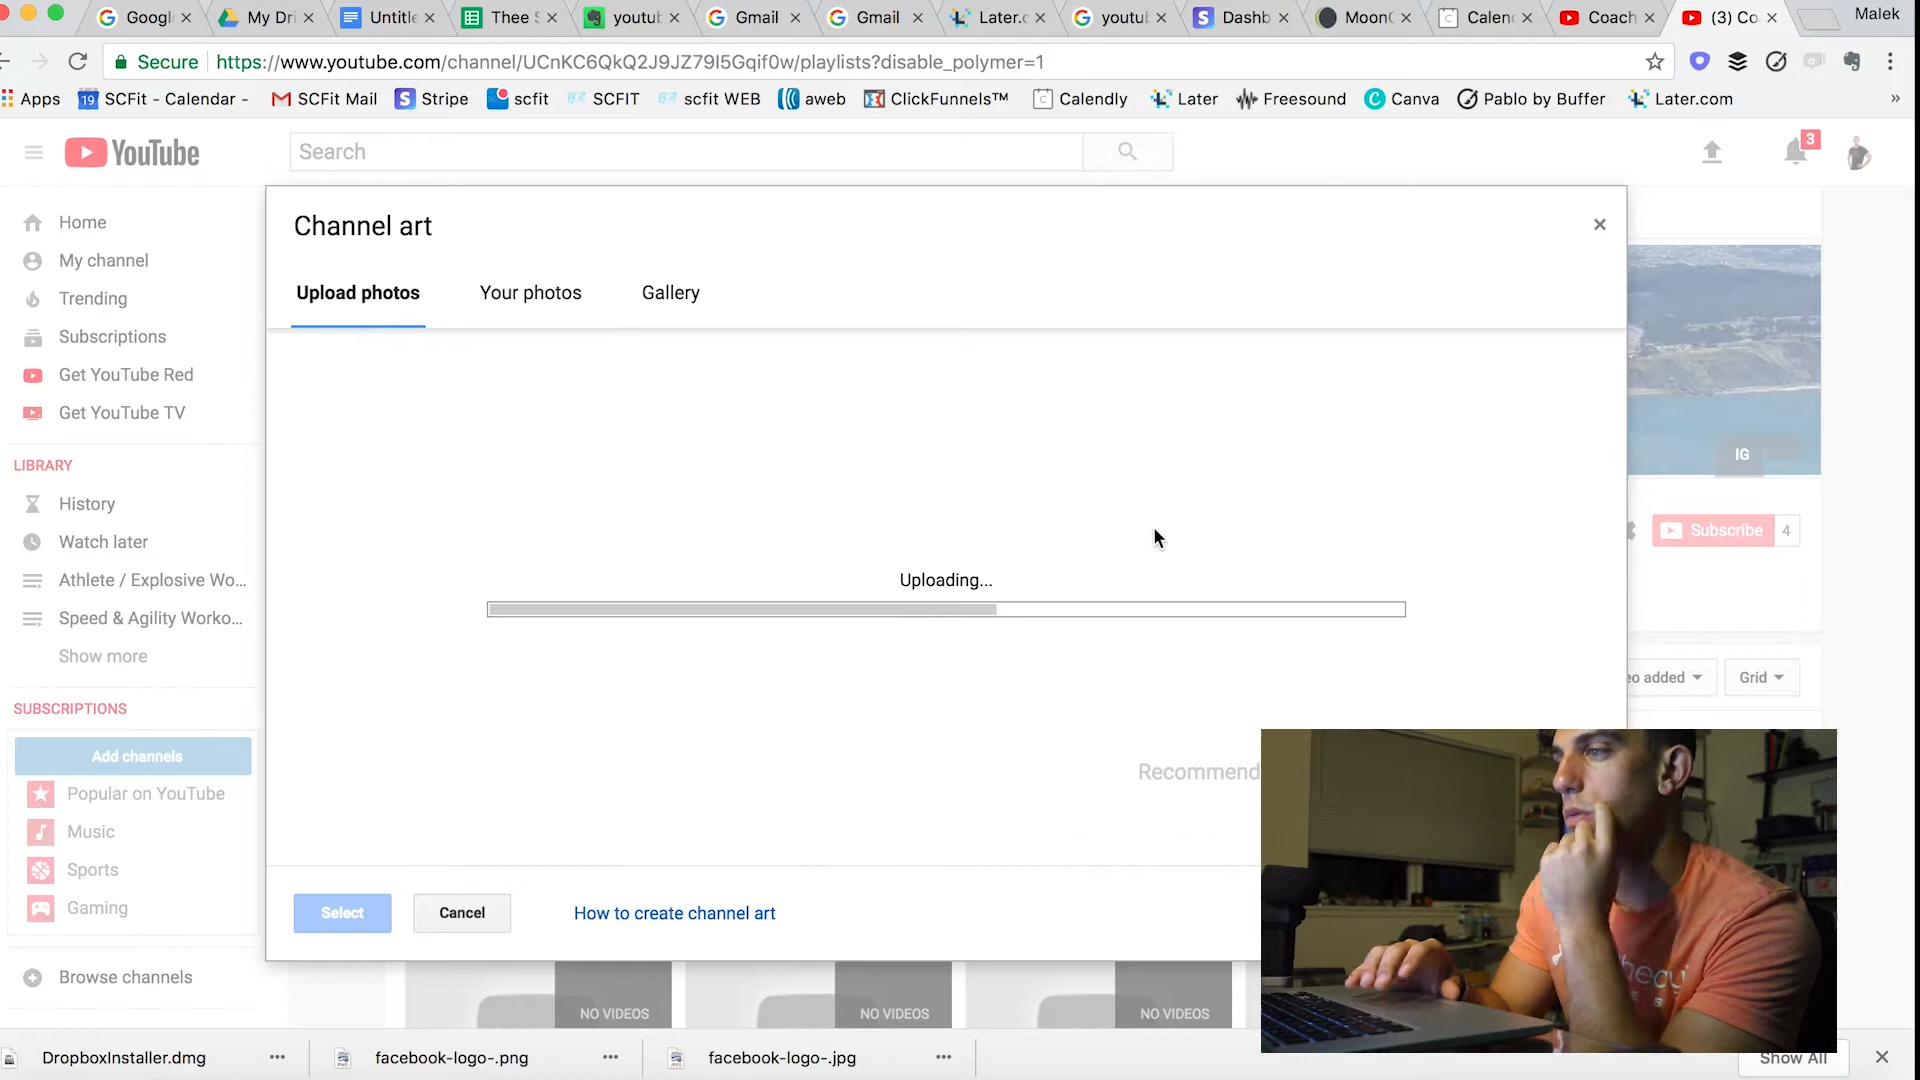 Google
My Dri
Untitle
Thee S
youtub
Gmail
Gmail
Later.c
youtub
Dashb
Moon
Calenc
Coach
(3) Co
Malek
Secure https://www.youtube.com/channel/UCnKC6QkQ2J9JZ79I5Gqif0w/playlists?disable_polymer=1
Apps
19 SCFit - Calendar -
SCFit Mail
Stripe
scfit
SCFIT
scfit WEB
aweb
ClickFunnels™
Calendly
Later
Freesound
Canva
Pablo by Buffer
Later.com
»
YouTube
Search
3
Channel art
Upload photos
Your photos
Gallery
Home
My channel
Trending
Subscriptions
Get YouTube Red
Get YouTube TV
LIBRARY
History
Watch later
Athlete / Explosive Wo...
Speed & Agility Worko...
Show more
SUBSCRIPTIONS
Add channels
Popular on YouTube
Music
Sports
Gaming
Browse channels
IG
Subscribe 4
Uploading...
eo added
Grid
Recommend
Select
Cancel
How to create channel art
NO VIDEOS
NO VIDEOS
NO VIDEOS
DropboxInstaller.dmg
facebook-logo-.png
facebook-logo-.jpg
Show All